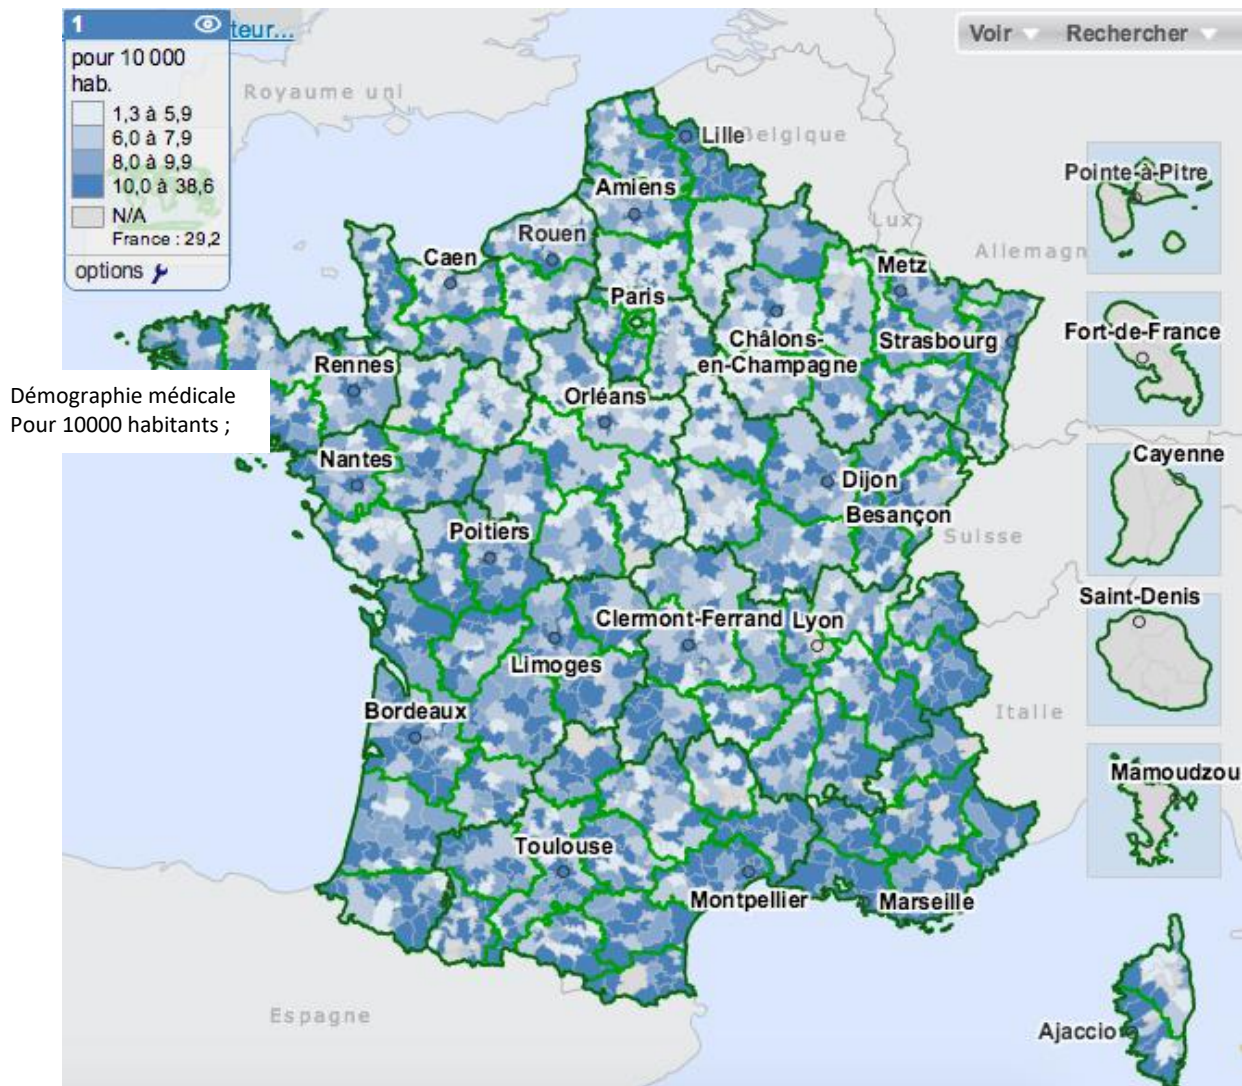 1
teur...
pour 10 000
hab.
1,3 à 5,9
6,0 à 7,9
8,0 à 9,9
10,0 à 38,6
N/A
France : 29,2
options
Voir
Rechercher
Royaume uni
Belgique
Lux
Allemagn
Suisse
Italie
Espagne
Lille
Amiens
Rouen
Caen
Metz
Paris
Châlons-
en-Champagne
Strasbourg
Rennes
Orléans
Démographie médicale
Pour 10000 habitants ;
Nantes
Dijon
Besançon
Poitiers
Clermont-Ferrand
Lyon
Limoges
Bordeaux
Toulouse
Montpellier
Marseille
Ajaccio
Pointe-à-Pitre
Fort-de-France
Cayenne
Saint-Denis
Mamoudzou